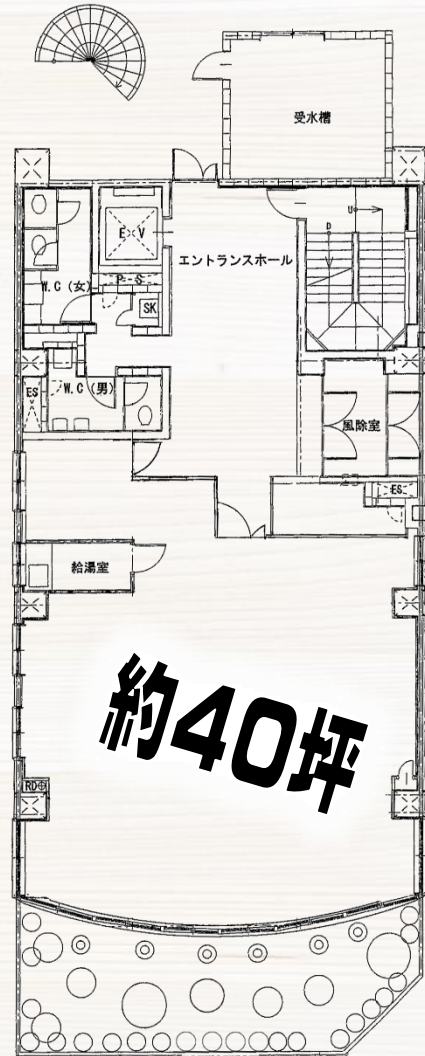 受水槽
U
D
E V
エントランスホール
W.C (女)
P S
SK
W.C (男)
ES
風除室
ES
給湯室
約40坪
RD